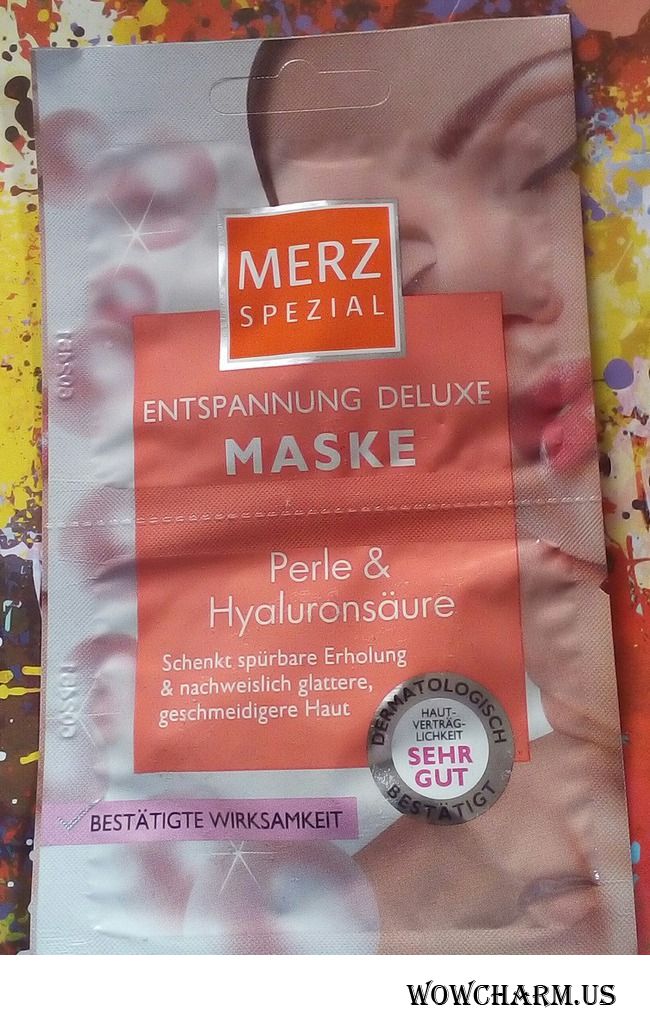 MERZ
SPEZIAL
ENTSPANNUNG DELUXE
MASKE
Perle &
Hyaluronsäure
Schenkt spürbare Erholung
& nachweislich glattere,
geschmeidigere Haut
DERMATOLOGISCH
HAUT-
VERTRÄG-
LICHKEIT
SEHR
GUT
BESTÄTIGT
BESTÄTIGTE WIRKSAMKEIT
WOWCHARM.US